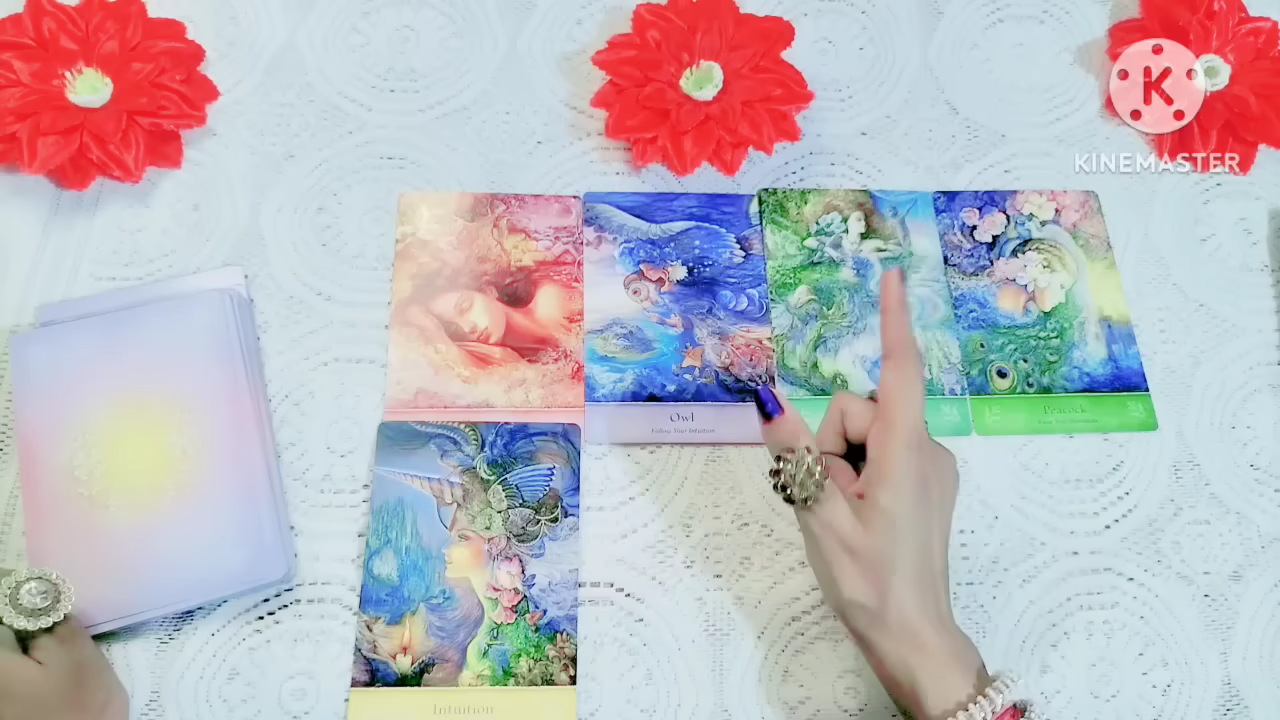 K
KINEMASTER
Owl
Follow Your Intuition
Peacock
Intuition